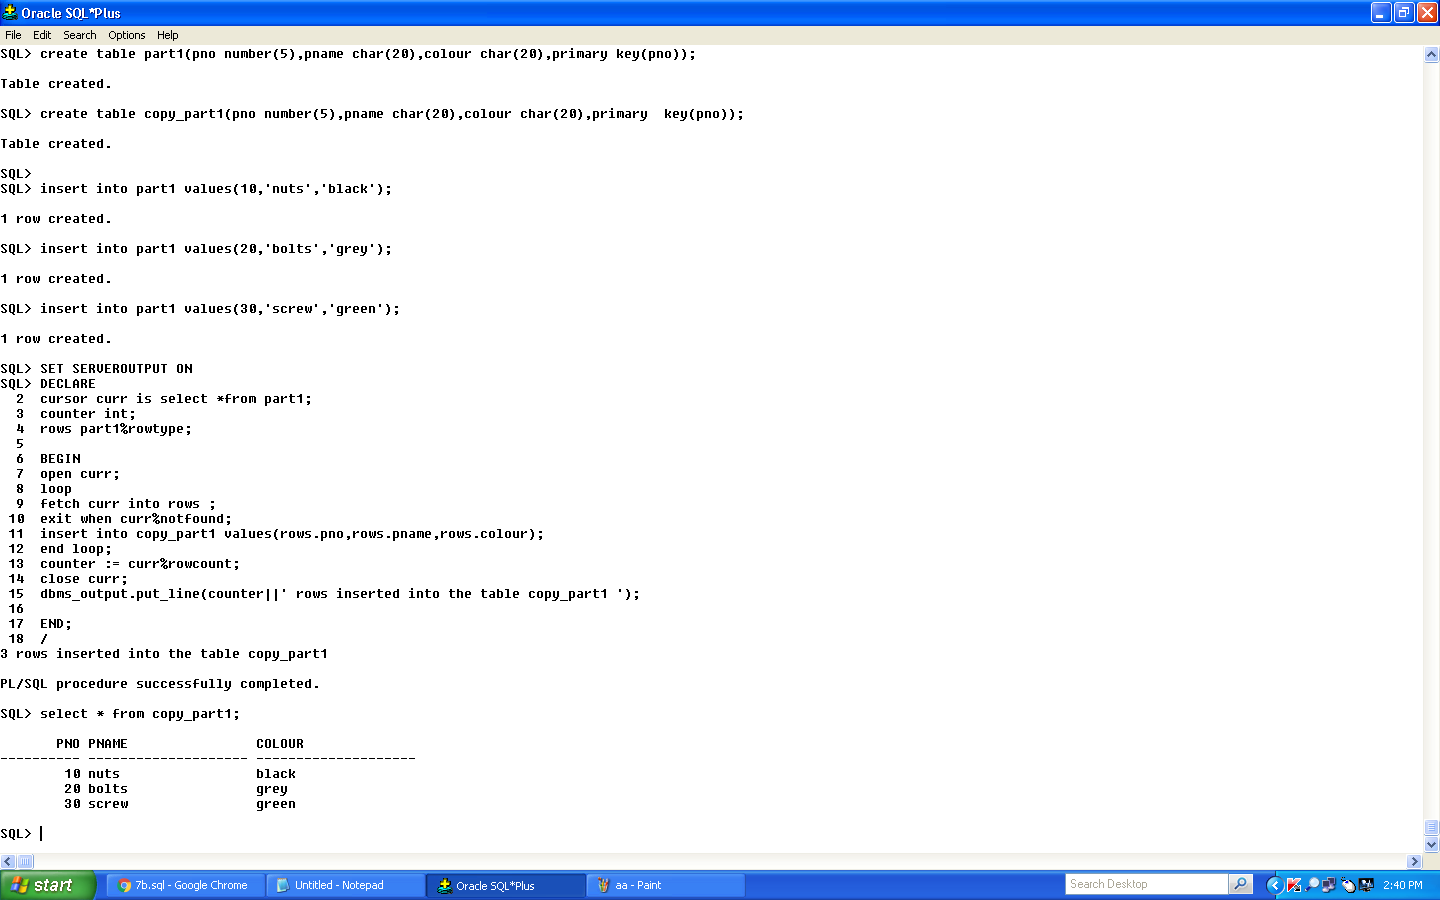 Oracle SQL*Plus
File Edit Search Options Help
SQL> create table part1(pno number(5),pname char(20),colour char(20),primary key(pno));
Table created.
SQL> create table copy_part1(pno number(5),pname char(20),colour char(20),primary  key(pno));
Table created.
SQL>
SQL> insert into part1 values(10,'nuts','black');
1 row created.
SQL> insert into part1 values(20,'bolts','grey');
1 row created.
SQL> insert into part1 values(30,'screw','green');
1 row created.
SQL> SET SERVEROUTPUT ON
SQL> DECLARE
  2  cursor curr is select *from part1;
  3  counter int;
  4  rows part1%rowtype;
  5
  6  BEGIN
  7  open curr;
  8  loop
  9  fetch curr into rows ;
 10  exit when curr%notfound;
 11  insert into copy_part1 values(rows.pno,rows.pname,rows.colour);
 12  end loop;
 13  counter := curr%rowcount;
 14  close curr;
 15  dbms_output.put_line(counter||' rows inserted into the table copy_part1 ');
 16
 17  END;
 18  /
3 rows inserted into the table copy_part1
PL/SQL procedure successfully completed.
SQL> select * from copy_part1;
       PNO PNAME                COLOUR
---------- -------------------- --------------------
        10 nuts                 black
        20 bolts                grey
        30 screw                green
SQL>
start 7b.sql - Google Chrome Untitled - Notepad Oracle SQL*Plus aa - Paint Search Desktop 2:40 PM